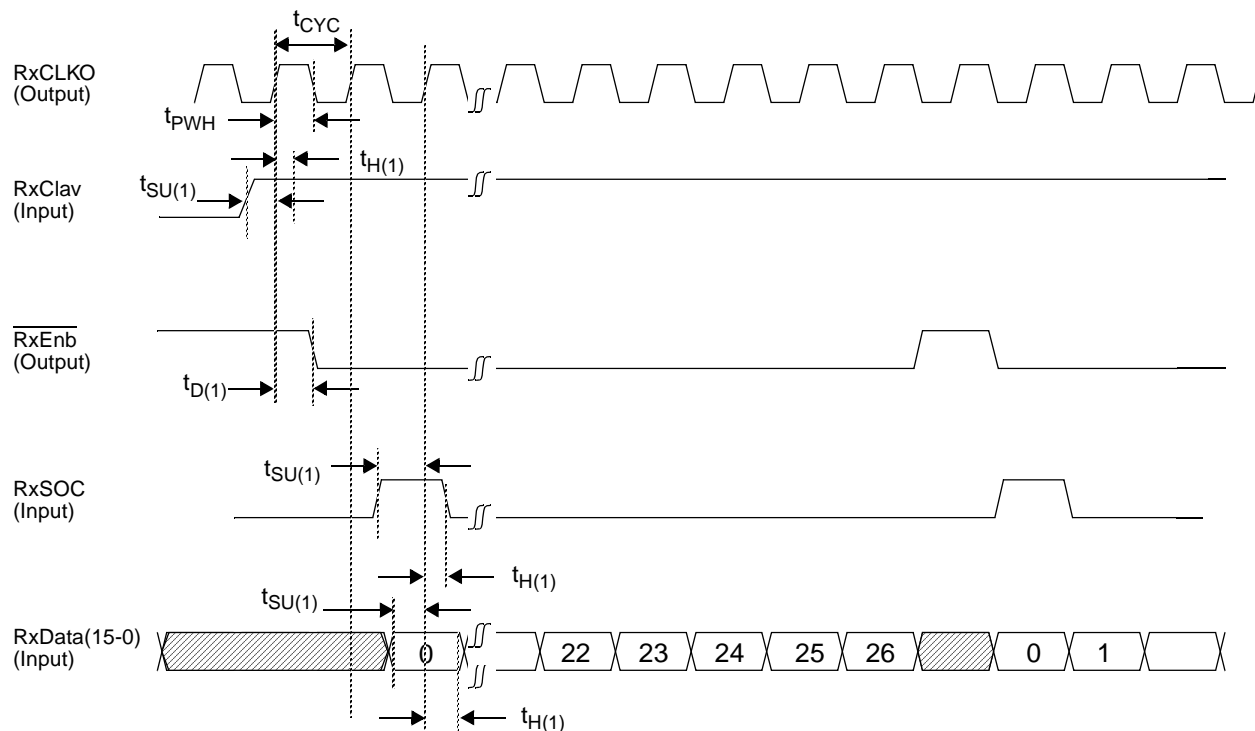 tCYC
RxCLKO
(Output)
tPWH
tH(1)
RxClav
(Input)
tSU(1)
RxEnb
(Output)
tD(1)
tSU(1)
RxSOC
(Input)
tH(1)
tSU(1)
RxData(15-0)
(Input)
0 22 23 24 25 26 0 1
tH(1)